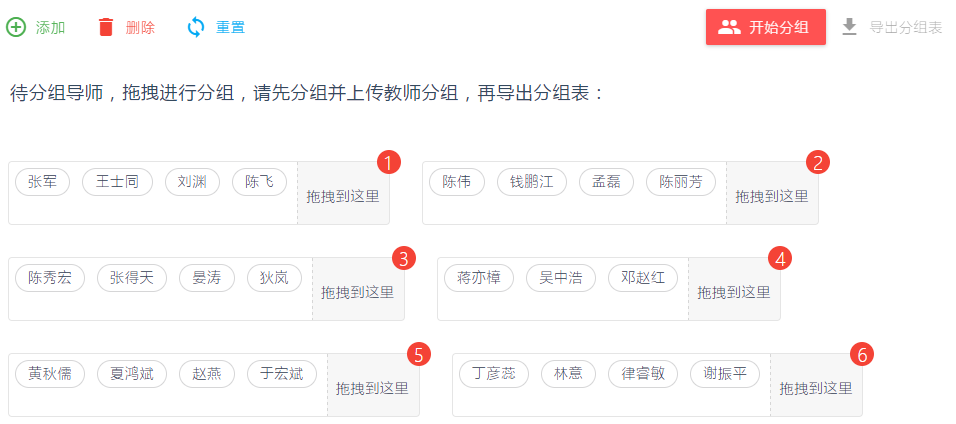 添加 删除 重置 开始分组 导出分组表
待分组导师，拖拽进行分组，请先分组并上传教师分组，再导出分组表：
1 2
张军 王士同 刘渊 陈飞 拖拽到这里 陈伟 钱鹏江 孟磊 陈丽芳 拖拽到这里
3 4
陈秀宏 张得天 晏涛 狄岚 拖拽到这里 蒋亦樟 吴中浩 邓赵红 拖拽到这里
5 6
黄秋儒 夏鸿斌 赵燕 于宏斌 拖拽到这里 丁彦蕊 林意 律睿敏 谢振平 拖拽到这里